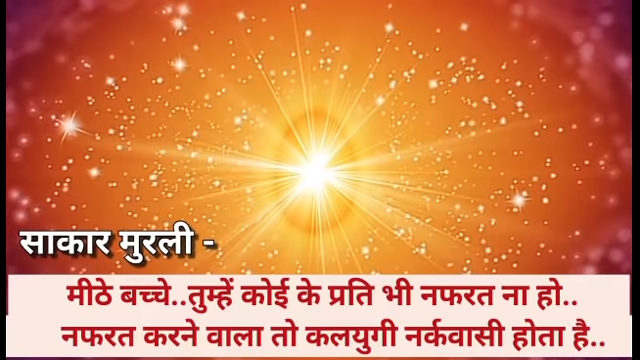 साकार मुरली -
मीठे बच्चे..तुम्हें कोई के प्रति भी नफरत ना हो..
नफरत करने वाला तो कलयुगी नर्कवासी होता है..